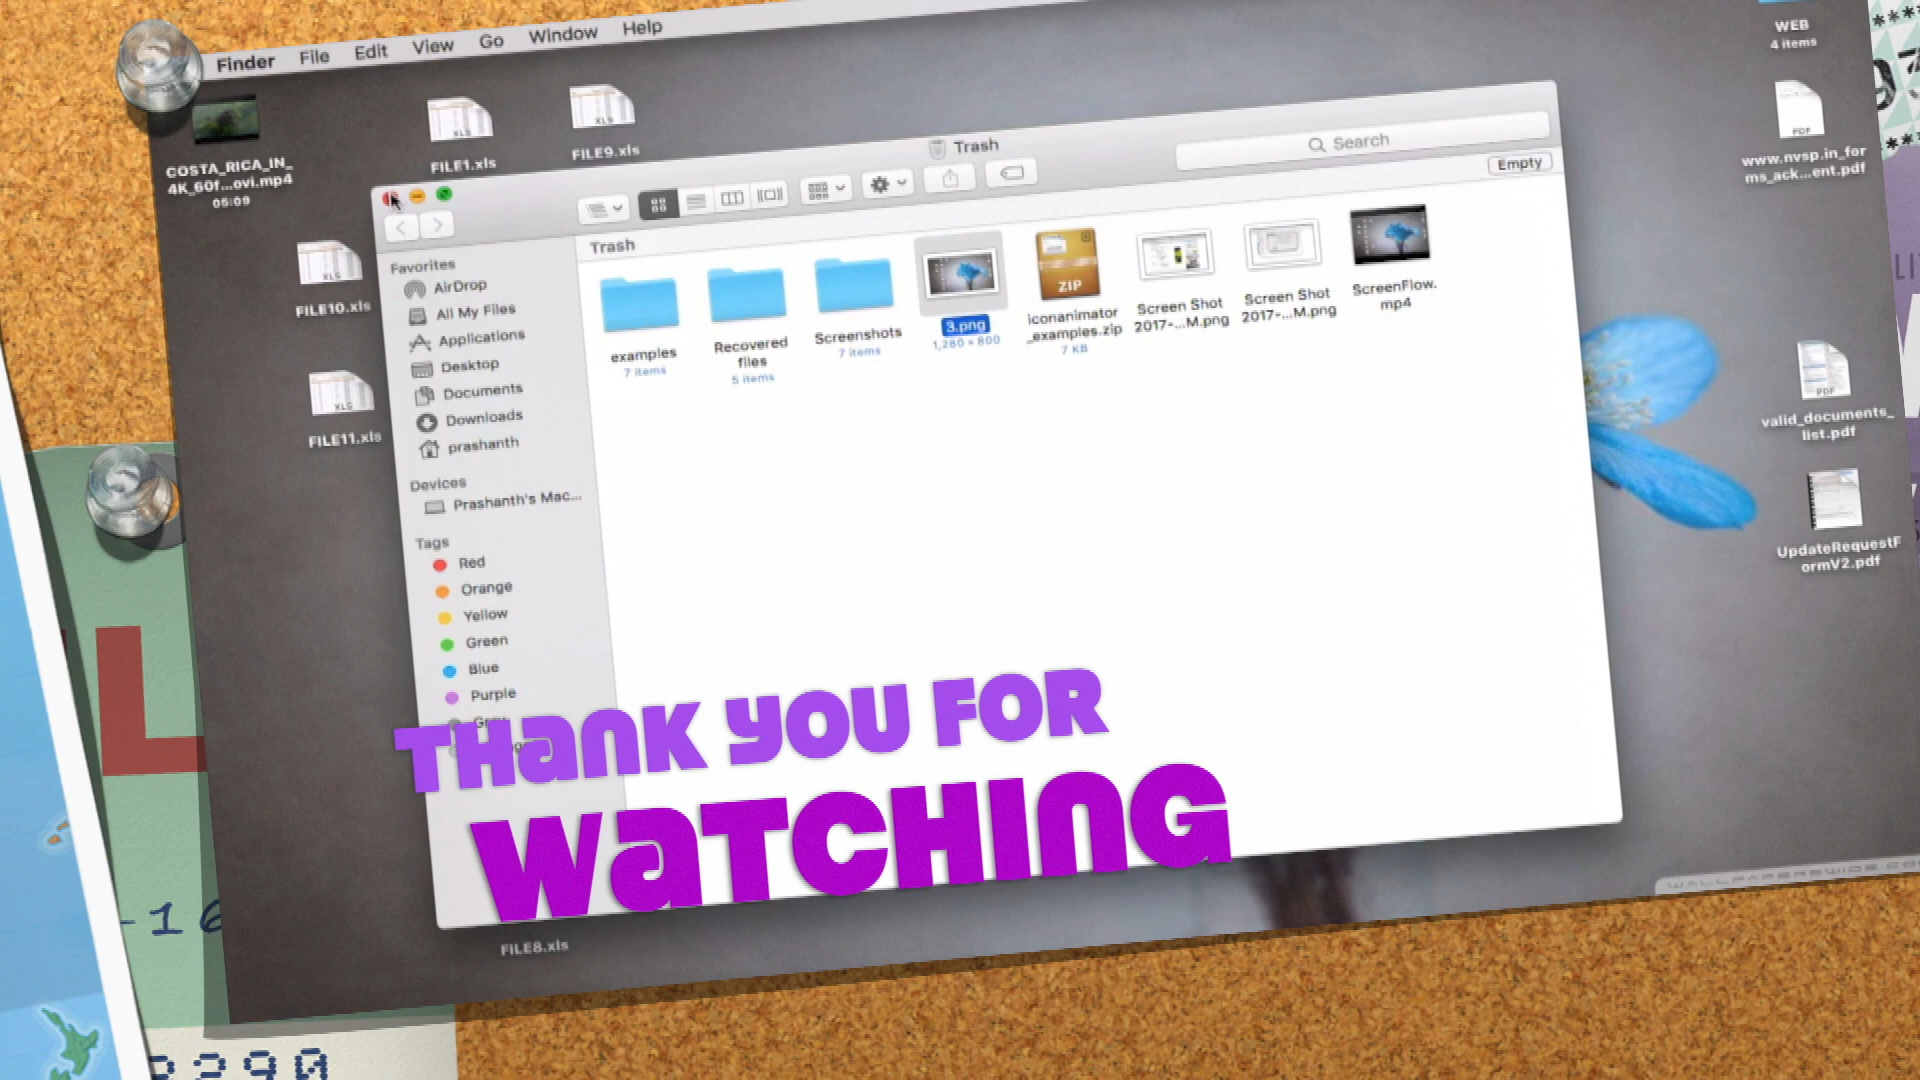 Finder File Edit View Go Window Help
WEB
4 items
COSTA_RICA_IN_
4K_60f...ovi.mp4
05:09
FILE1.xls
FILE9.xls
PDF
www.nvsp.in_for
ms_ack...ent.pdf
Trash
Search
Empty
Trash
FILE10.xls
FILE11.xls
Favorites
AirDrop
All My Files
Applications
Desktop
Documents
Downloads
prashanth
Devices
Prashanth's Mac...
Tags
Red
Orange
Yellow
Green
Blue
Purple
examples
7 items
Recovered
files
5 items
Screenshots
7 items
3.png
1,280 × 800
ZIP
iconanimator
_examples.zip
7 KB
Screen Shot
2017-...M.png
Screen Shot
2017-...M.png
ScreenFlow.
mp4
PDF
valid_documents_
list.pdf
UpdateRequestF
ormV2.pdf
THANK YOU FOR
WATCHING
FILE8.xls
L
-16